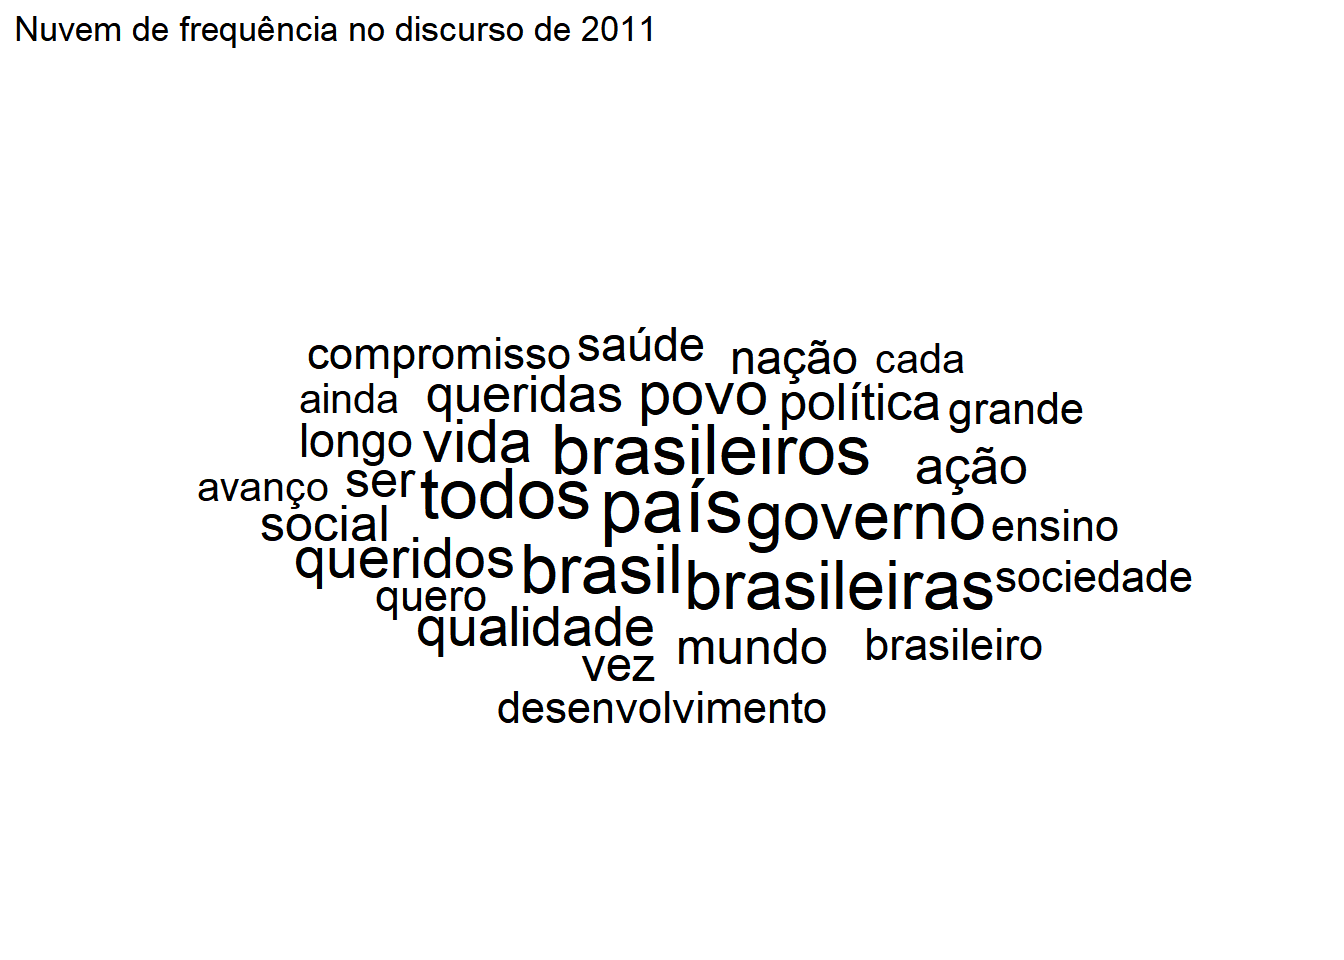 Nuvem de frequência no discurso de 2011
compromisso saúde nação cada
ainda queridas povo política grande
longo vida brasileiros ação
avanço ser todos país governo ensino
social
queridos brasil brasileiras sociedade
quero
qualidade mundo brasileiro
vez
desenvolvimento